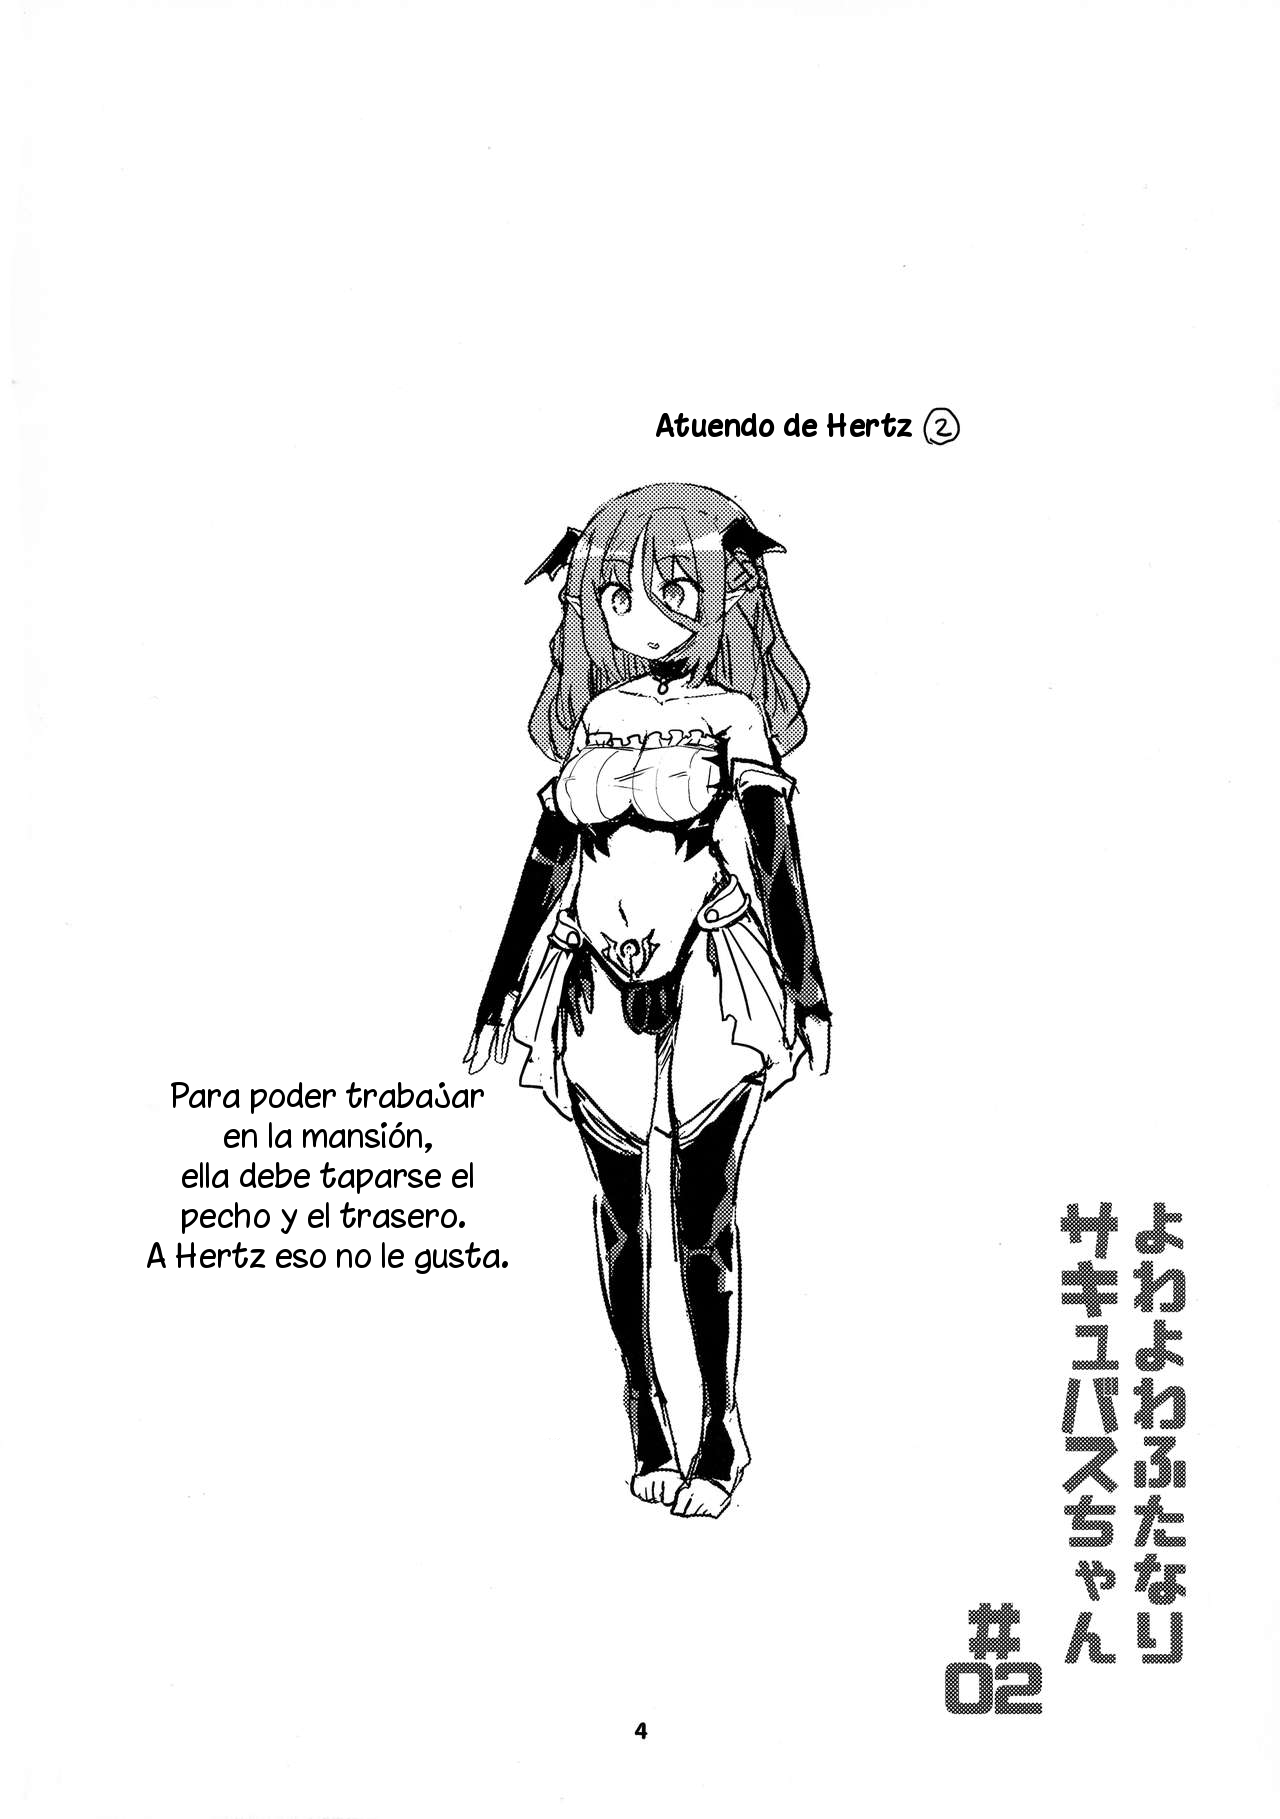 Atuendo de Hertz ②
Para poder trabajar
en la mansión,
ella debe taparse el
pecho y el trasero.
A Hertz eso no le gusta.
よわよわふたなり
サキュバスちゃん
#02
4